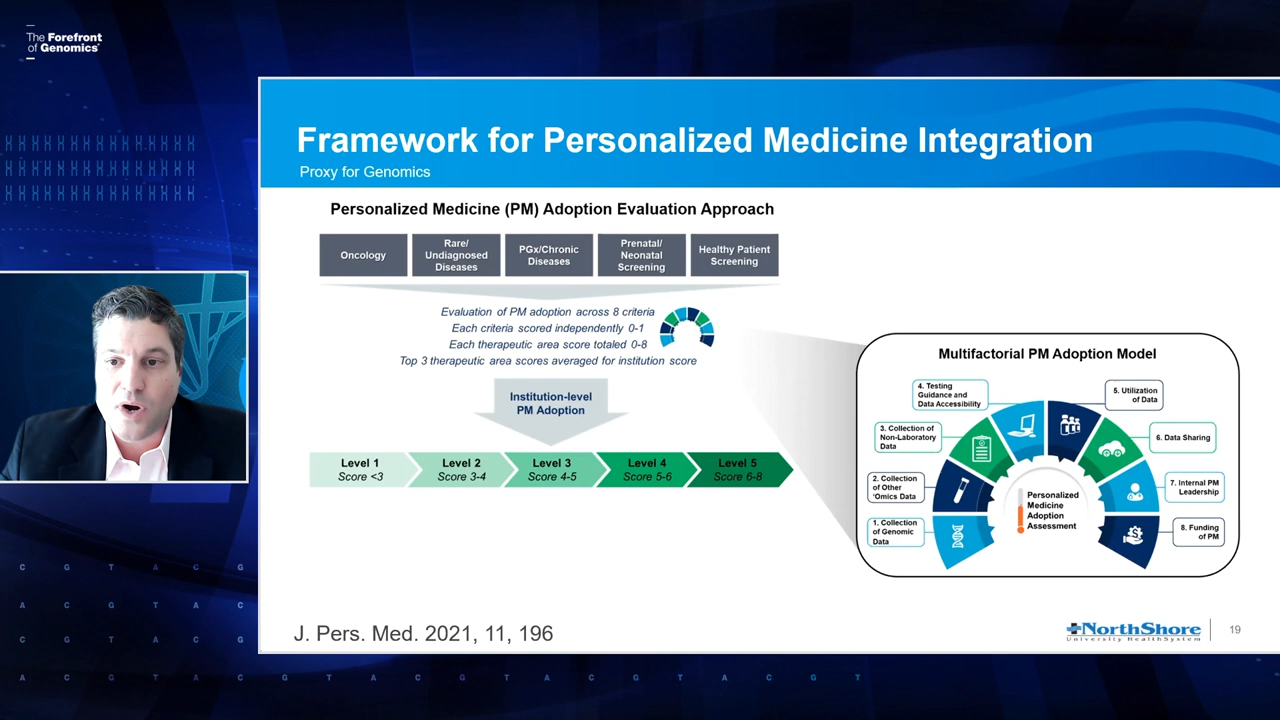 The Forefront
of Genomics®
Framework for Personalized Medicine Integration
Proxy for Genomics
Personalized Medicine (PM) Adoption Evaluation Approach
Oncology
Rare/
Undiagnosed
Diseases
PGx/Chronic
Diseases
Prenatal/
Neonatal
Screening
Healthy Patient
Screening
Evaluation of PM adoption across 8 criteria
Each criteria scored independently 0-1
Each therapeutic area score totaled 0-8
Top 3 therapeutic area scores averaged for institution score
Institution-level
PM Adoption
Level 1
Score <3
Level 2
Score 3-4
Level 3
Score 4-5
Level 4
Score 5-6
Level 5
Score 6-8
Multifactorial PM Adoption Model
4. Testing
Guidance and
Data Accessibility
5. Utilization
of Data
3. Collection of
Non-Laboratory
Data
6. Data Sharing
2. Collection
of Other
'Omics Data
7. Internal PM
Leadership
1. Collection
of Genomic
Data
8. Funding
of PM
Personalized
Medicine
Adoption
Assessment
J. Pers. Med. 2021, 11, 196
NorthShore
University HealthSystem
19
C G T A C G
A C G T A C
C G T A C G
A C G T A C G T A C G T A C G T A C G T